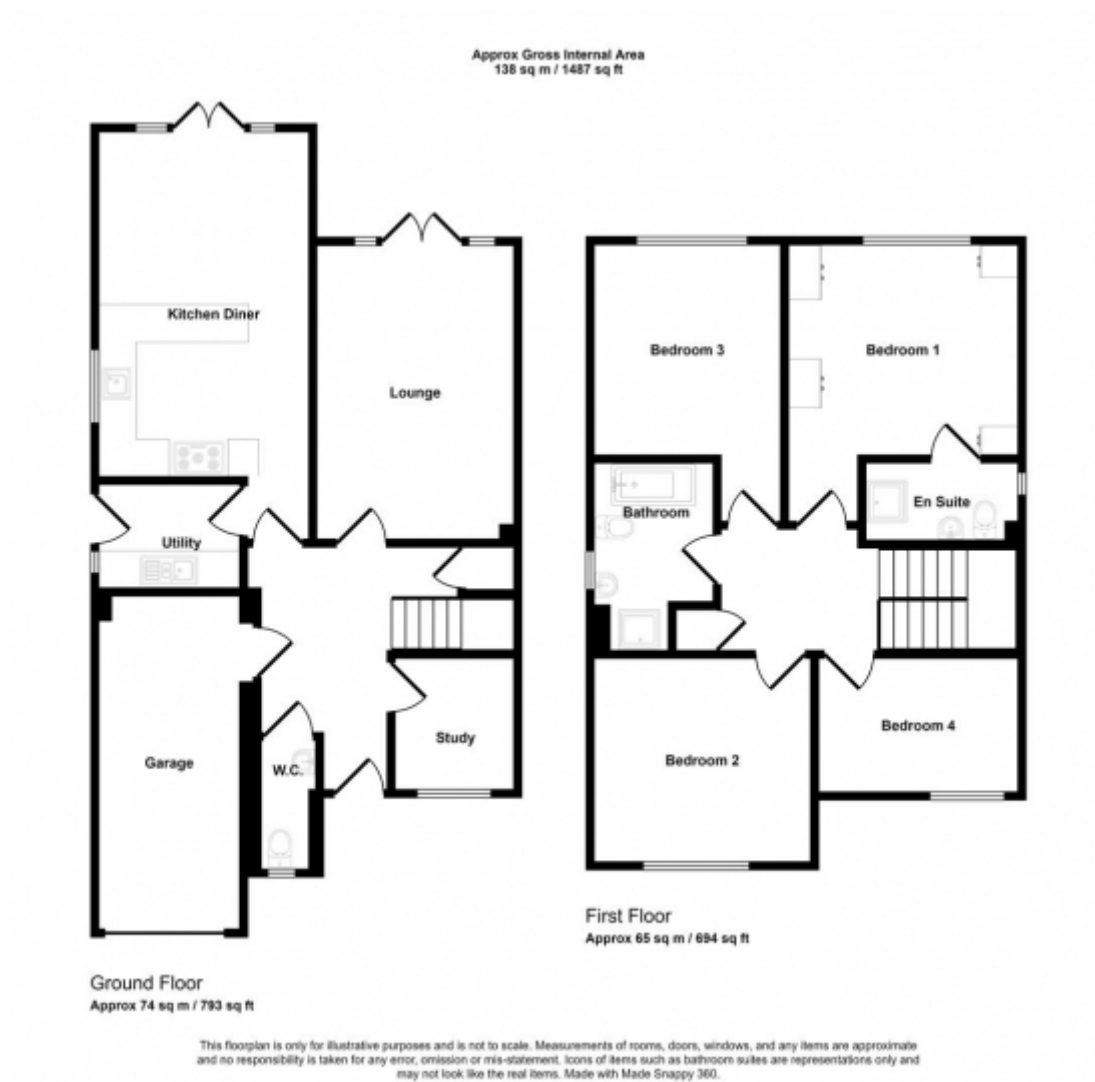 Approx Gross Internal Area
138 sq m / 1487 sq ft
Kitchen Diner
Lounge
Utility
Garage
W.C.
Study
Bedroom 3
Bedroom 1
Bathroom
En Suite
Bedroom 2
Bedroom 4
First Floor
Approx 65 sq m / 694 sq ft
Ground Floor
Approx 74 sq m / 793 sq ft
This floorplan is only for illustrative purposes and is not to scale. Measurements of rooms, doors, windows, and any items are approximate
and no responsibility is taken for any error, omission or mis-statement. Icons of items such as bathroom suites are representations only and
may not look like the real items. Made with Made Snappy 360.